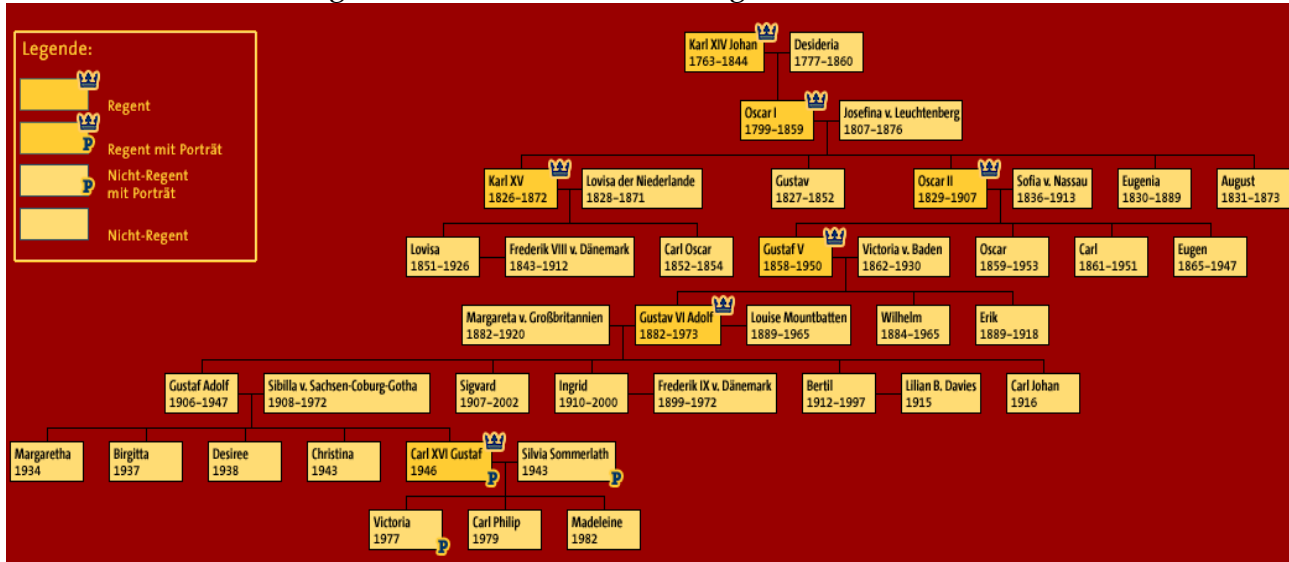 Legende:
Regent
P
Regent mit Porträt
P
Nicht-Regent
mit Porträt
Nicht-Regent
Karl XIV Johan
1763–1844
Desideria
1777–1860
Oscar I
1799–1859
Josefina v. Leuchtenberg
1807–1876
Karl XV
1826–1872
Lovisa der Niederlande
1828–1871
Gustav
1827–1852
Oscar II
1829–1907
Sofia v. Nassau
1836–1913
Eugenia
1830–1889
August
1831–1873
Lovisa
1851–1926
Frederik VIII v. Dänemark
1843–1912
Carl Oscar
1852–1854
Gustaf V
1858–1950
Victoria v. Baden
1862–1930
Oscar
1859–1953
Carl
1861–1951
Eugen
1865–1947
Margareta v. Großbritannien
1882–1920
Gustav VI Adolf
1882–1973
Louise Mountbatten
1889–1965
Wilhelm
1884–1965
Erik
1889–1918
Gustaf Adolf
1906–1947
Sibilla v. Sachsen-Coburg-Gotha
1908–1972
Sigvard
1907–2002
Ingrid
1910–2000
Frederik IX v. Dänemark
1899–1972
Bertil
1912–1997
Lilian B. Davies
1915
Carl Johan
1916
Margaretha
1934
Birgitta
1937
Desiree
1938
Christina
1943
Carl XVI Gustaf
1946
P
Silvia Sommerlath
1943
P
Victoria
1977
P
Carl Philip
1979
Madeleine
1982